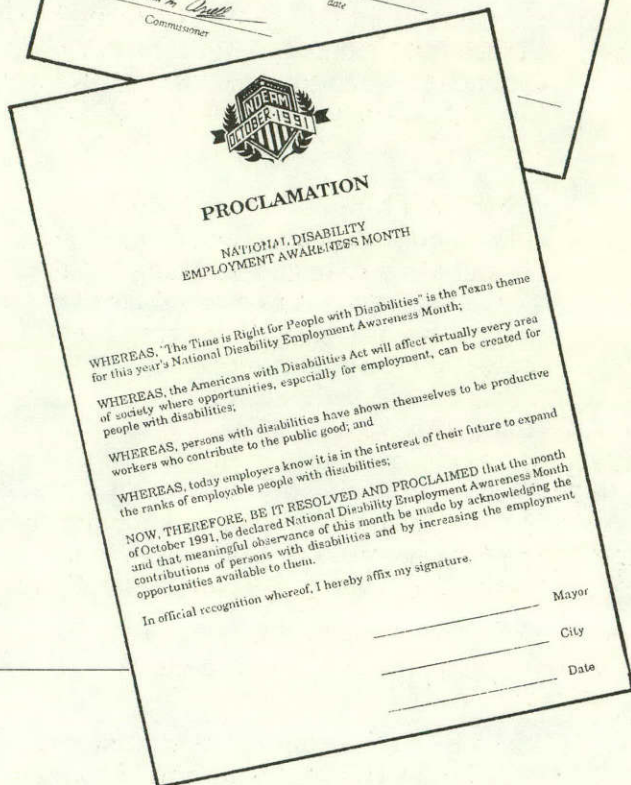 Commissioner
date
NDEAM
OCTOBER·1991
PROCLAMATION
NATIONAL DISABILITY
EMPLOYMENT AWARENESS MONTH
WHEREAS, "The Time is Right for People with Disabilities" is the Texas theme
for this year's National Disability Employment Awareness Month;
WHEREAS, the Americans with Disabilities Act will affect virtually every area
of society where opportunities, especially for employment, can be created for
people with disabilities;
WHEREAS, persons with disabilities have shown themselves to be productive
workers who contribute to the public good; and
WHEREAS, today employers know it is in the interest of their future to expand
the ranks of employable people with disabilities;
NOW, THEREFORE, BE IT RESOLVED AND PROCLAIMED that the month
of October 1991, be declared National Disability Employment Awareness Month
and that meaningful observance of this month be made by acknowledging the
contributions of persons with disabilities and by increasing the employment
opportunities available to them.
In official recognition whereof, I hereby affix my signature.
Mayor
City
Date